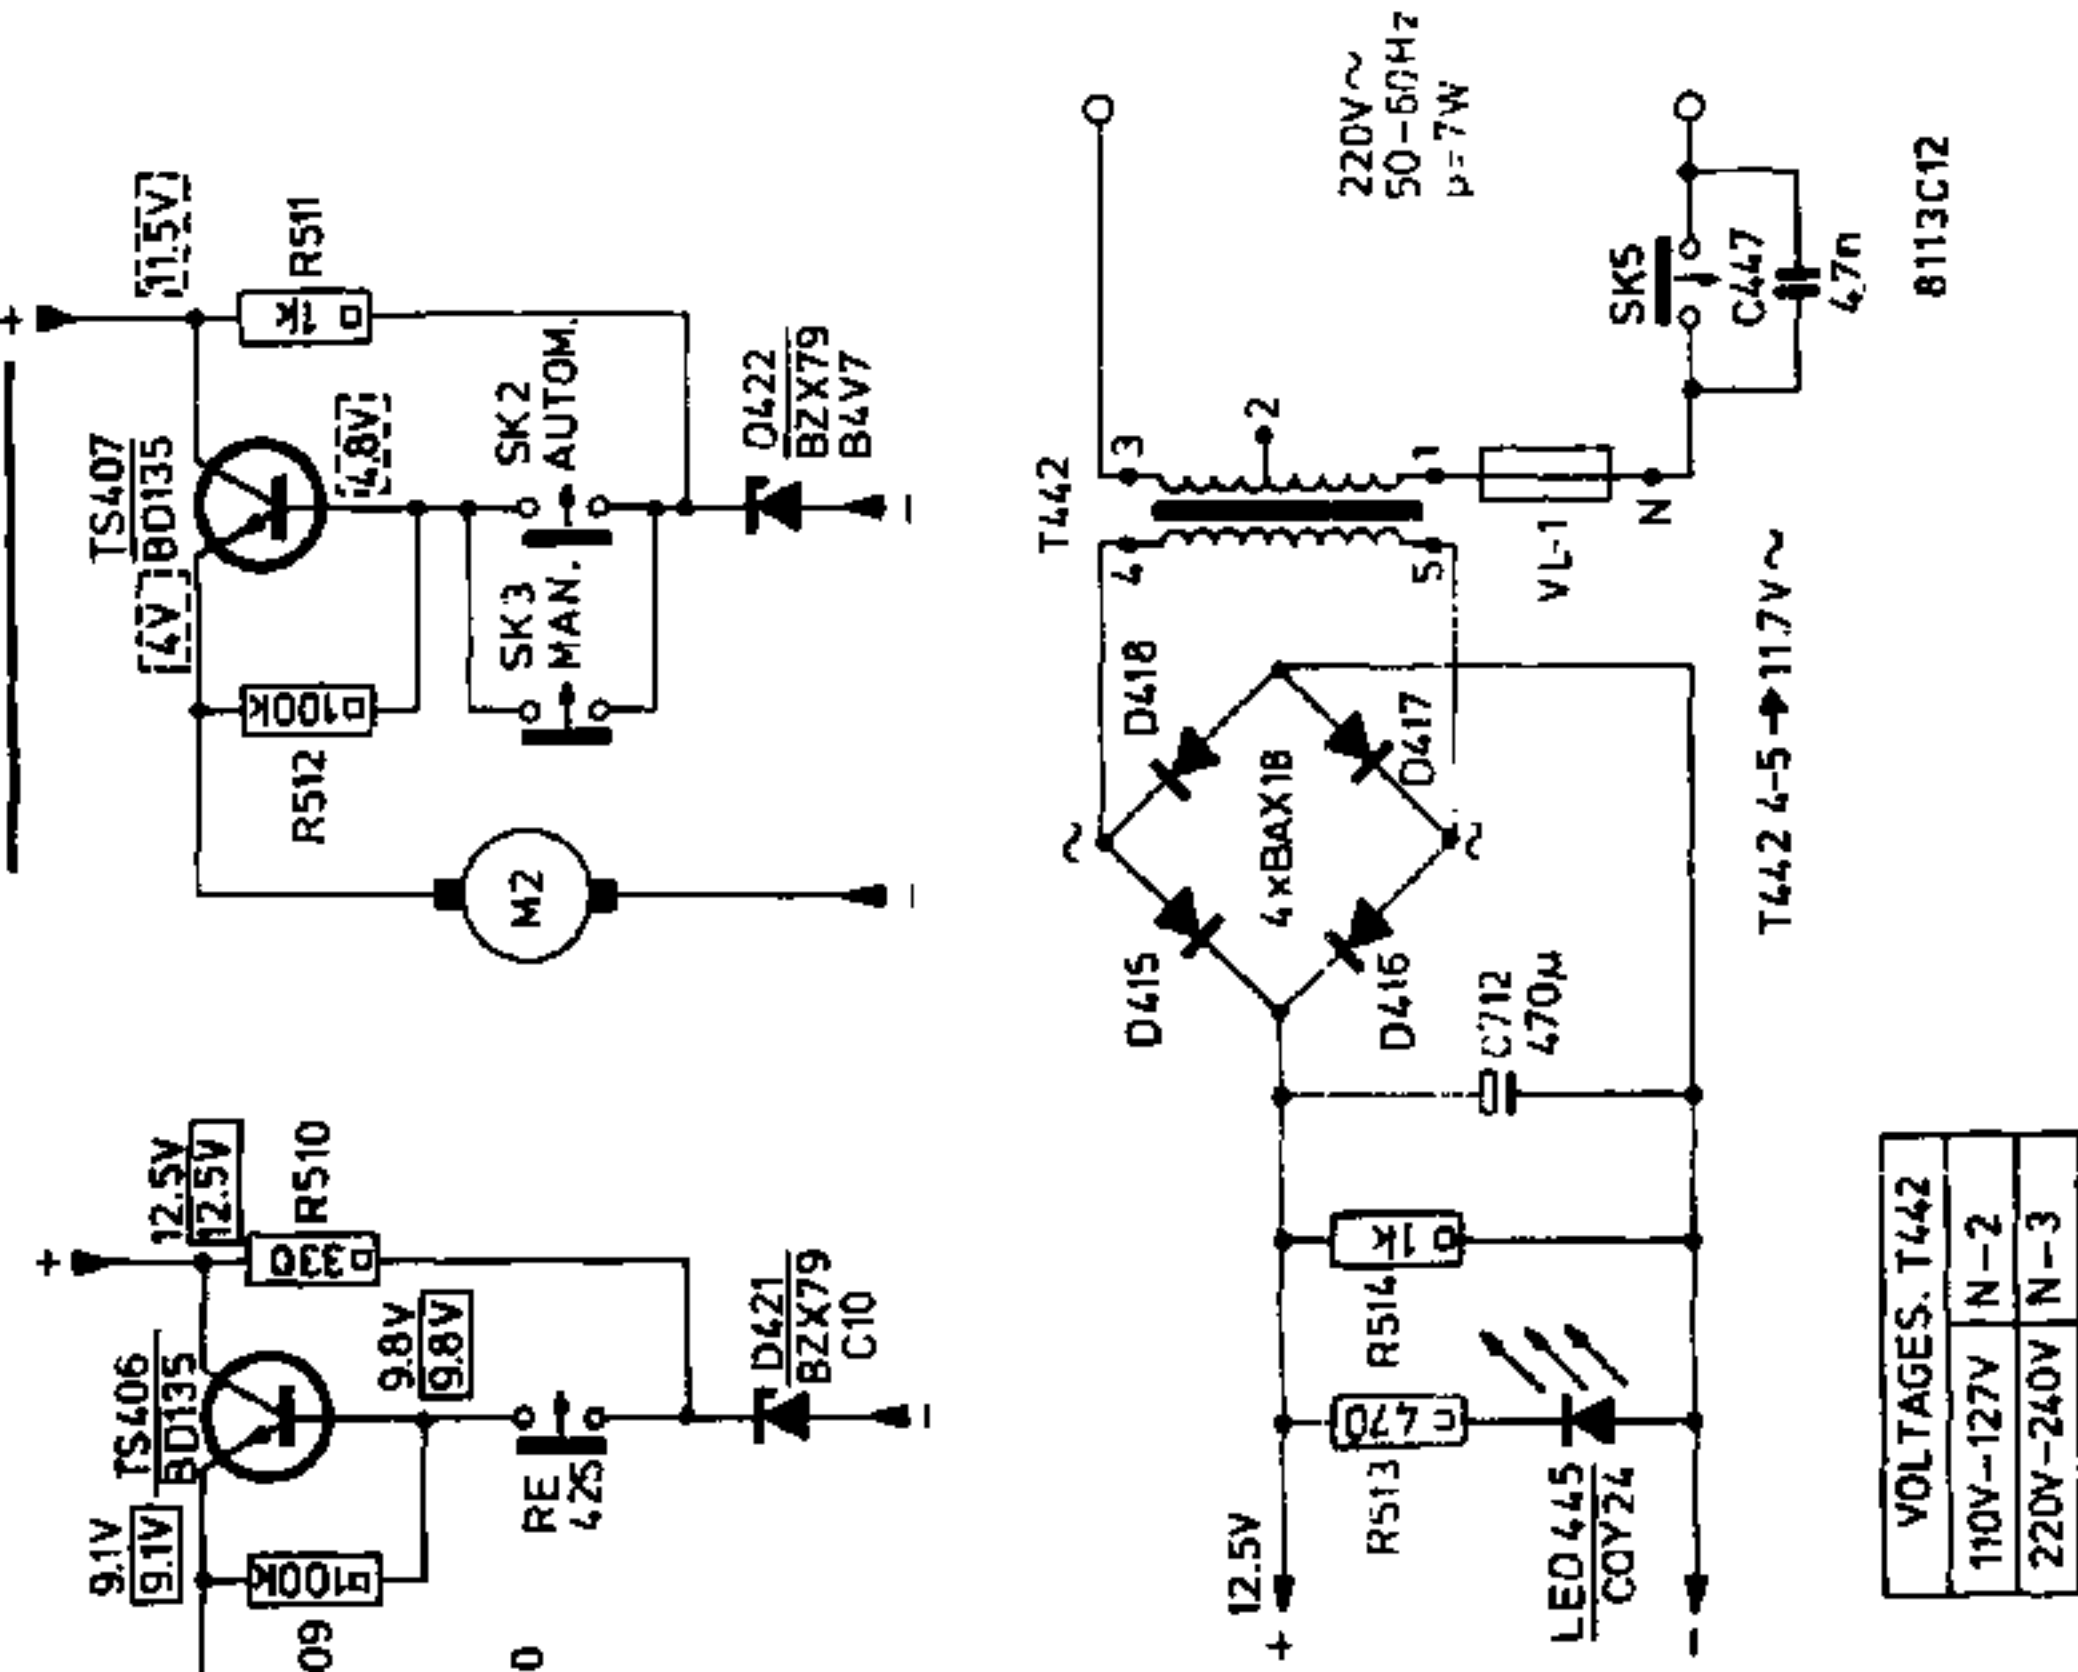 +
11.5V
R511
1K
TS407
BD135
4V
4.8V
SK2
AUTOM.
SK3
MAN.
D422
BZX79
B4V7
100K
R512
M2
-
-
+
12.5V
12.5V
R510
330
TS406
BD135
9.8V
9.8V
9.1V
9.1V
100K
09
0
RE
425
D421
BZX79
C10
-
220V~
50-60Hz
p=7W
T442
3
2
1
4
5
VL-1
N
SK5
C447
47n
8113C12
D418
D417
4xBAX18
D415
D416
~
~
C712
470µ
T442 4-5→11.7V~
1K
R514
470
R513
LED445
CQY24
12.5V
+
-
VOLTAGES. T442
110V-127V N-2
220V-240V N-3